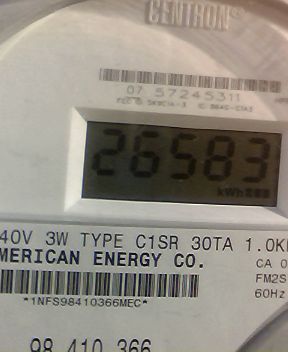 CENTRON®
07 57245311
26583
kWh
40V 3W TYPE C1SR 30TA 1.0K
MERICAN ENERGY CO.
CA 0
FM2S
60Hz
*1NFS98410366MEC*
98 410 366